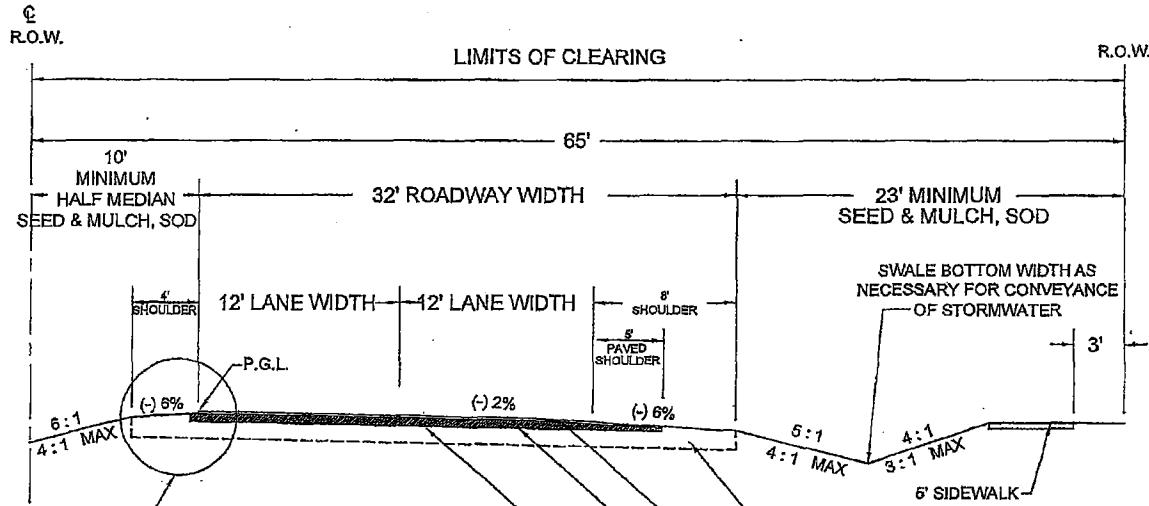 ℄
R.O.W.
LIMITS OF CLEARING
R.O.W.
65'
10'
MINIMUM
HALF MEDIAN
SEED & MULCH, SOD
32' ROADWAY WIDTH
23' MINIMUM
SEED & MULCH, SOD
SWALE BOTTOM WIDTH AS
NECESSARY FOR CONVEYANCE
OF STORMWATER
4'
SHOULDER
12' LANE WIDTH
12' LANE WIDTH
8'
SHOULDER
5'
PAVED
SHOULDER
3'
P.G.L.
(-) 6%
(-) 2%
(-) 6%
6:1
4:1 MAX
5:1
4:1 MAX
4:1
3:1 MAX
SIDEWALK